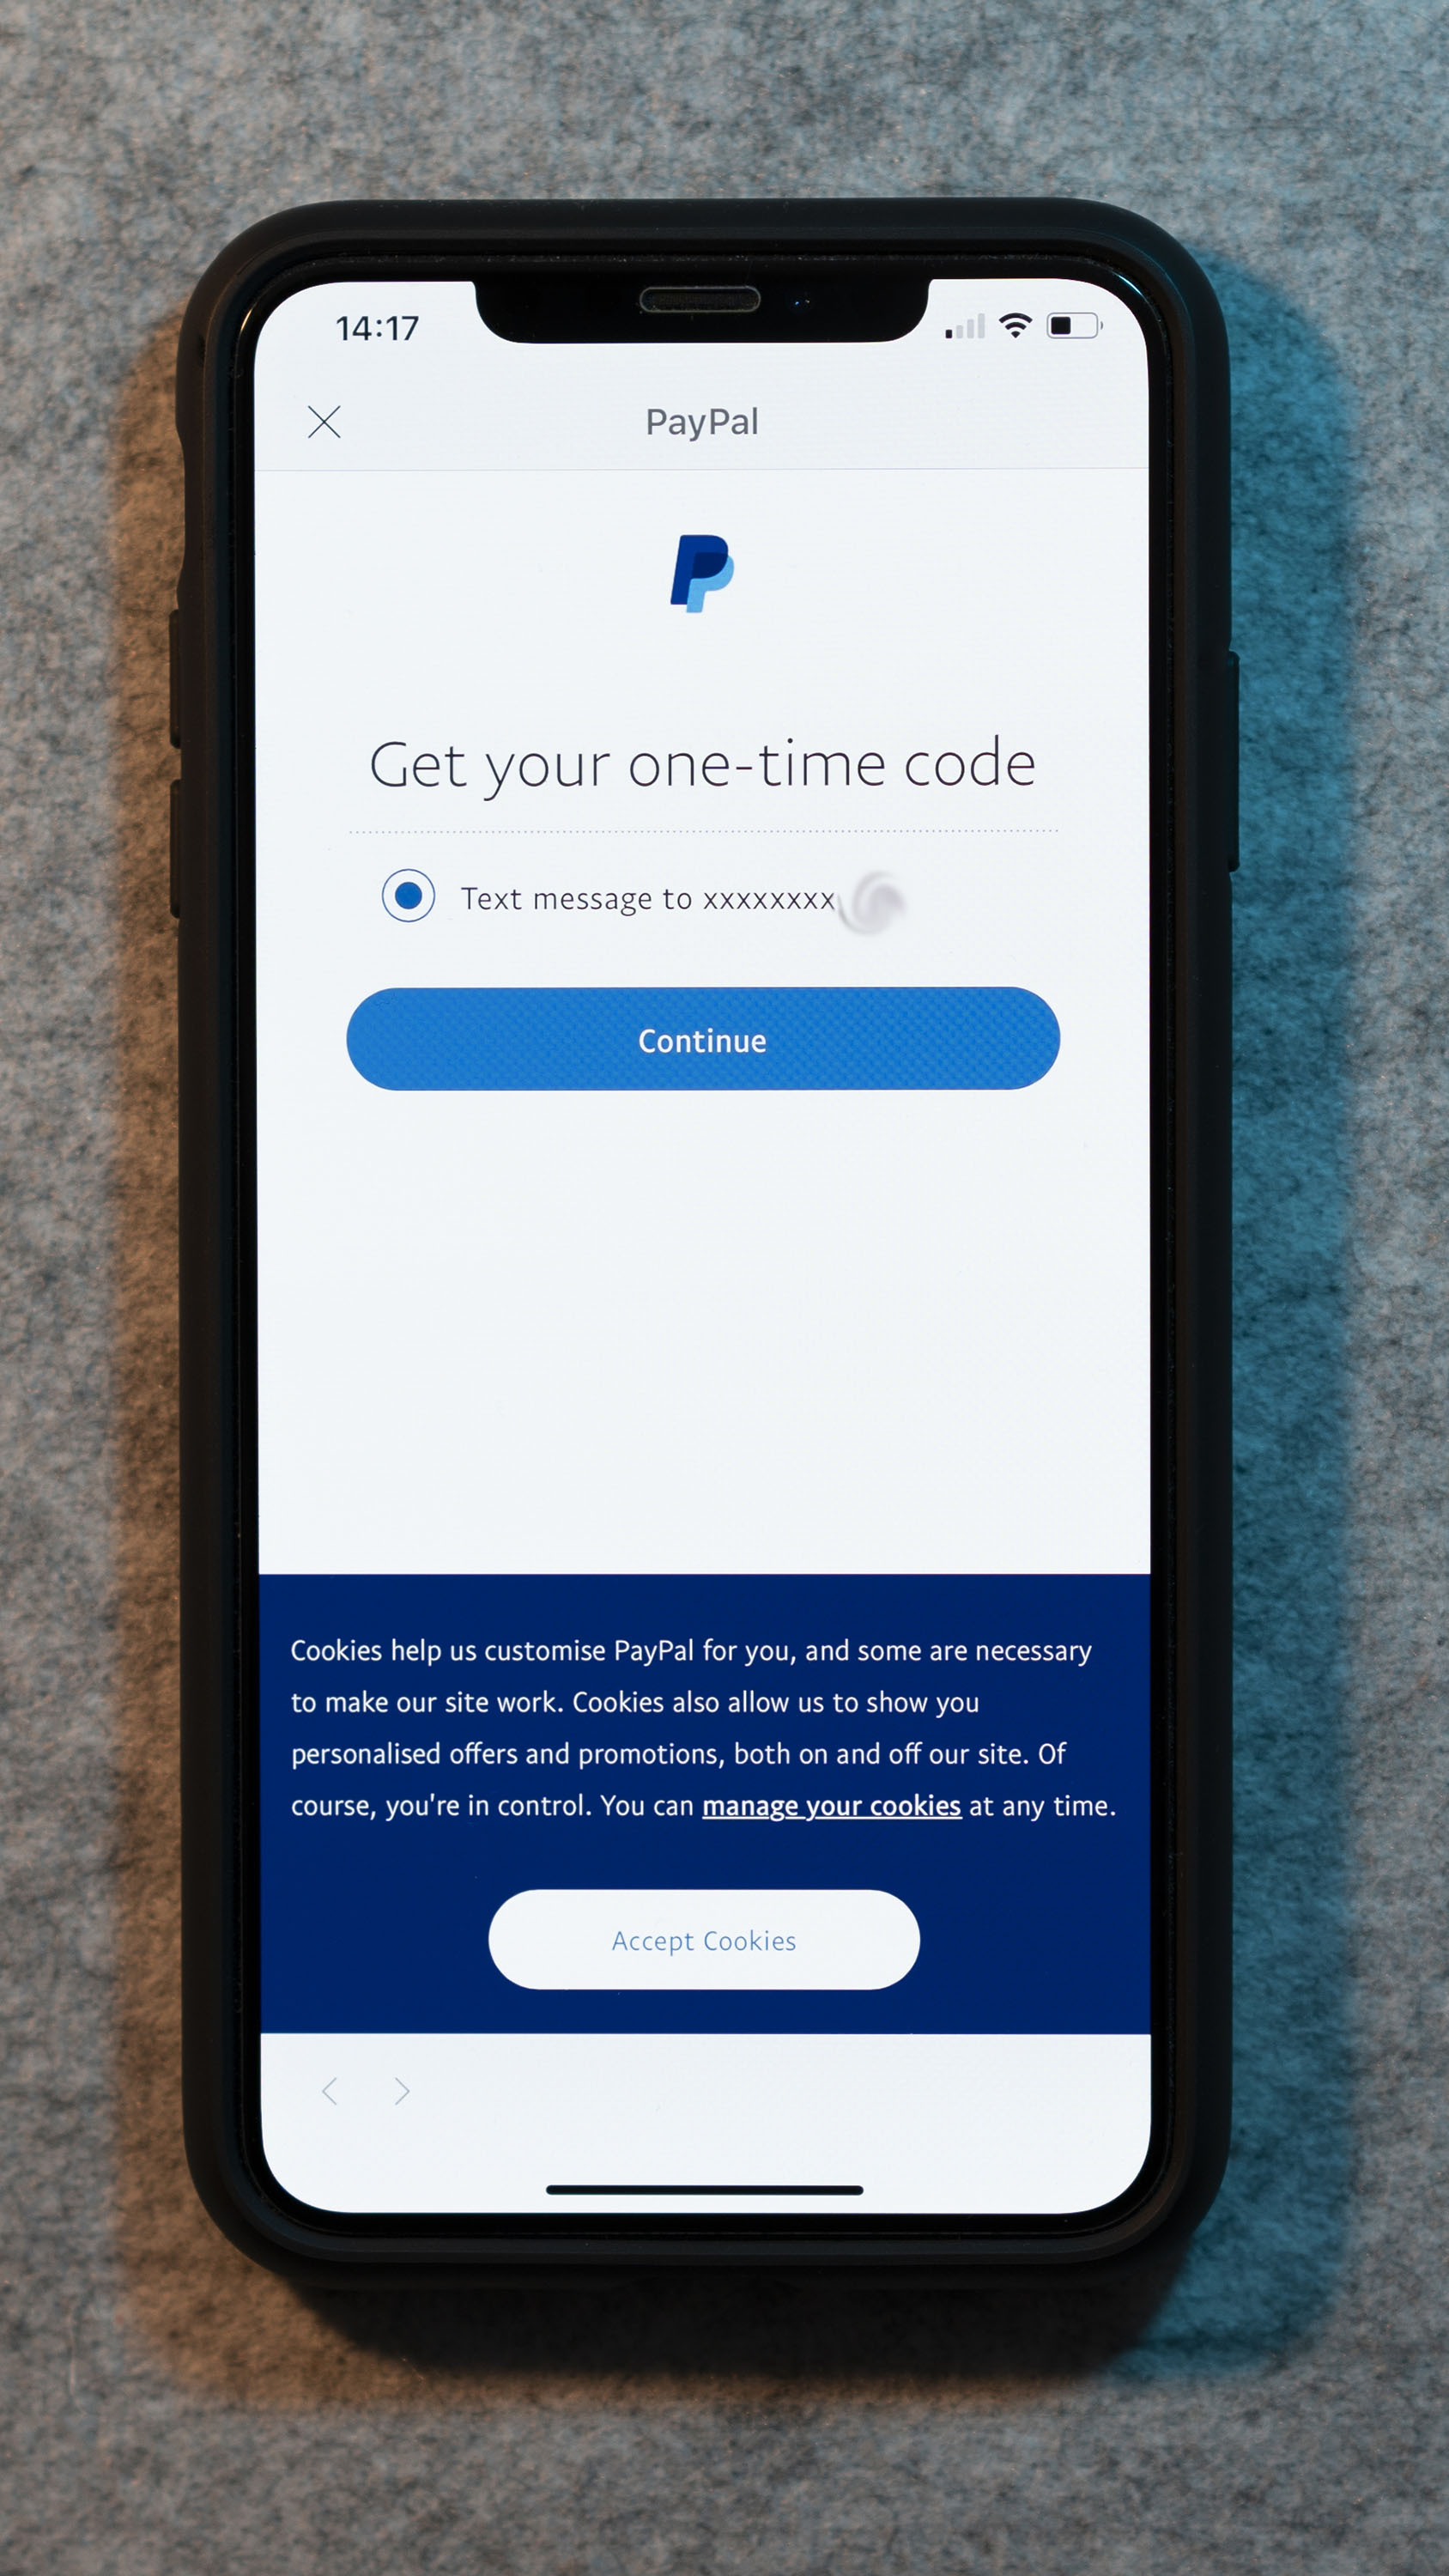 14:17
PayPal
Get your one-time code
Text message to xxxxxxxx
Continue
Cookies help us customise PayPal for you, and some are necessary
to make our site work. Cookies also allow us to show you
personalised offers and promotions, both on and off our site. Of
course, you're in control. You can manage your cookies at any time.
Accept Cookies